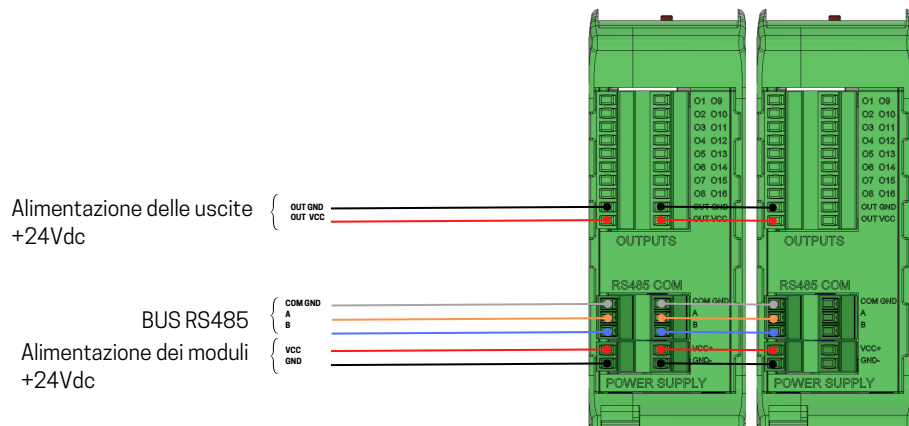 O1 O9
O2 O10
O3 O11
O4 O12
O5 O13
O6 O14
O7 O15
O8 O16
OUT GND
OUT VCC
OUTPUTS
RS485 COM
COM GND
A
B
VCC+
GND-
POWER SUPPLY
O1 O9
O2 O10
O3 O11
O4 O12
O5 O13
O6 O14
O7 O15
O8 O16
OUT GND
OUT VCC
OUTPUTS
RS485 COM
COM GND
A
B
VCC+
GND-
POWER SUPPLY
Alimentazione delle uscite
+24Vdc
OUT GND
OUT VCC
BUS RS485
COM GND
A
B
Alimentazione dei moduli
+24Vdc
VCC
GND